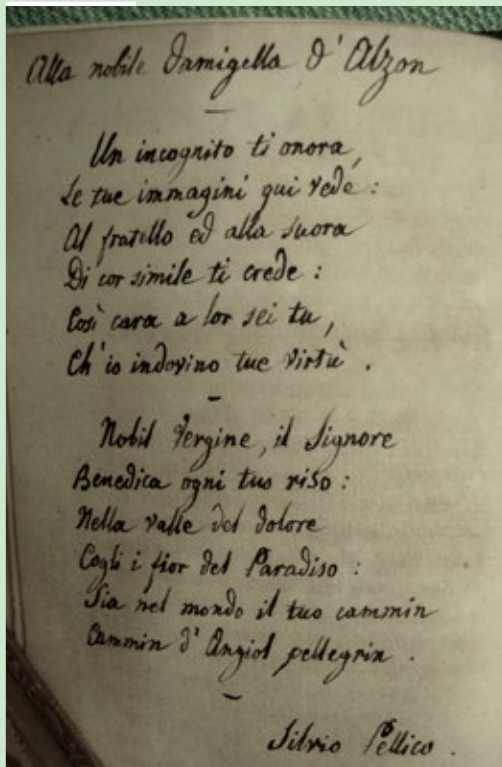 Alla nobile Damigella d'Alzon
Un incognito ti onora,
Le tue immagini qui vede:
Al fratello ed alla suora
Di cor simile ti crede:
Così cara a lor sei tu,
Ch'io indovino tue virtù.
Nobil Vergine, il Signore
Benedica ogni tuo riso:
Nella valle del dolore
Cogli i fior del Paradiso:
Sia nel mondo il tuo cammin
Cammin d'Angiol pellegrin.
Silvio Pellico.